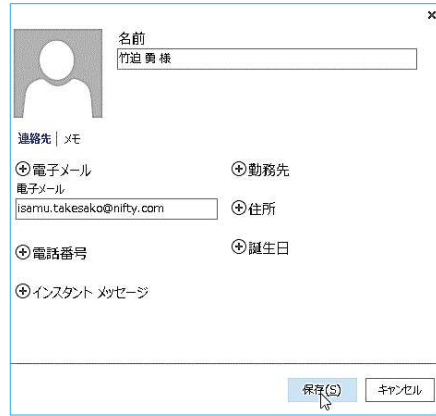 ×
名前
竹迫 勇 様
連絡先 | メモ
⊕電子メール
電子メール
isamu.takesako@nifty.com
⊕電話番号
⊕インスタント メッセージ
⊕勤務先
⊕住所
⊕誕生日
保存(S)
キャンセル